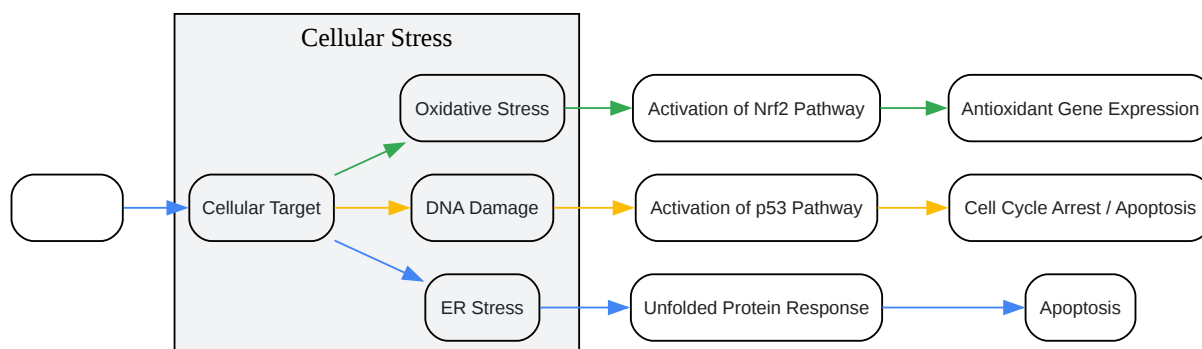 Cellular Stress
Oxidative Stress
Activation of Nrf2 Pathway
Antioxidant Gene Expression
Cellular Target
DNA Damage
Activation of p53 Pathway
Cell Cycle Arrest / Apoptosis
ER Stress
Unfolded Protein Response
Apoptosis